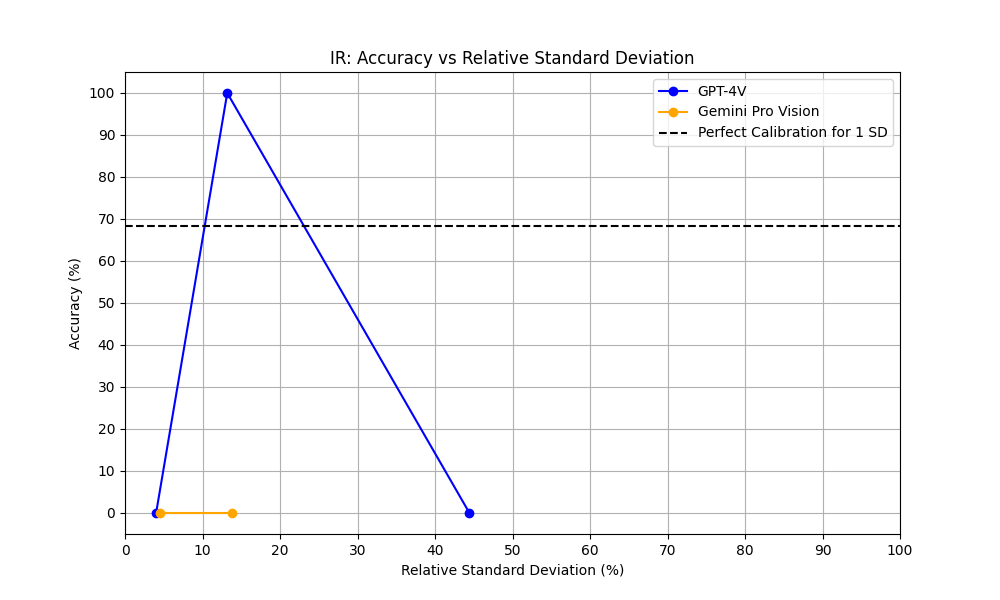 IR: Accuracy vs Relative Standard Deviation
GPT-4V
Gemini Pro Vision
Perfect Calibration for 1 SD
Accuracy (%)
100
90
80
70
60
50
40
30
20
10
0
0 10 20 30 40 50 60 70 80 90 100
Relative Standard Deviation (%)